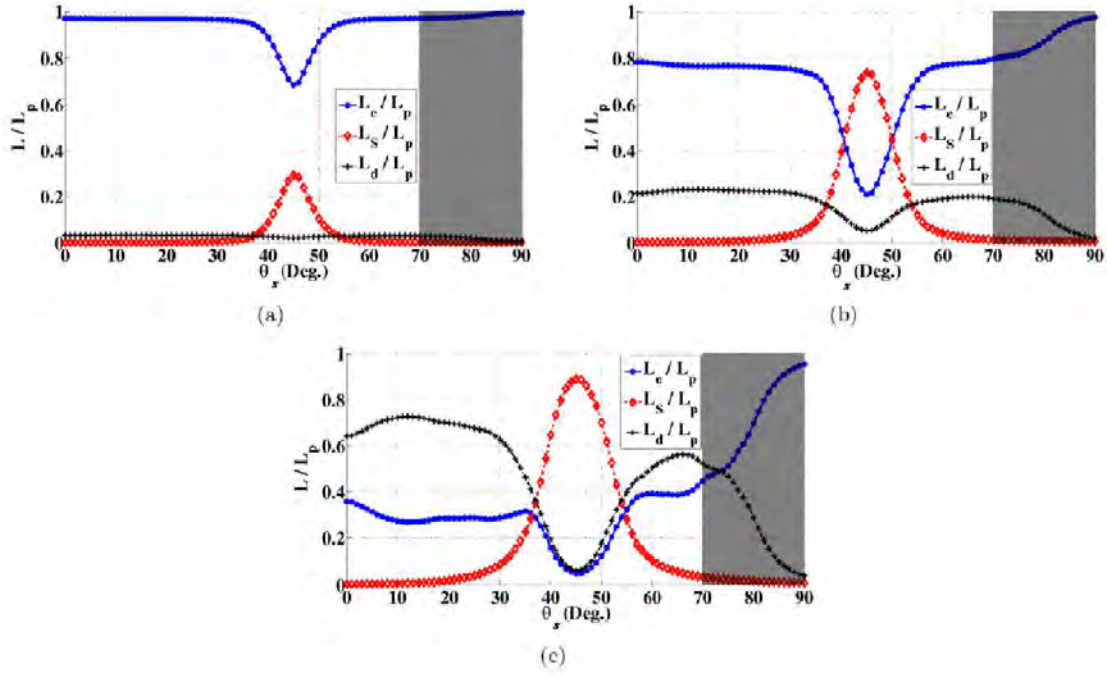 1
0.8
0.6
0.4
0.2
0
L / L_p
L_e / L_p
L_S / L_p
L_d / L_p
0 10 20 30 40 50 60 70 80 90
θ_s (Deg.)
(a)
1
0.8
0.6
0.4
0.2
0
L / L_p
L_e / L_p
L_S / L_p
L_d / L_p
0 10 20 30 40 50 60 70 80 90
θ_s (Deg.)
(b)
1
0.8
0.6
0.4
0.2
0
L / L_p
L_e / L_p
L_S / L_p
L_d / L_p
0 10 20 30 40 50 60 70 80 90
θ_s (Deg.)
(c)